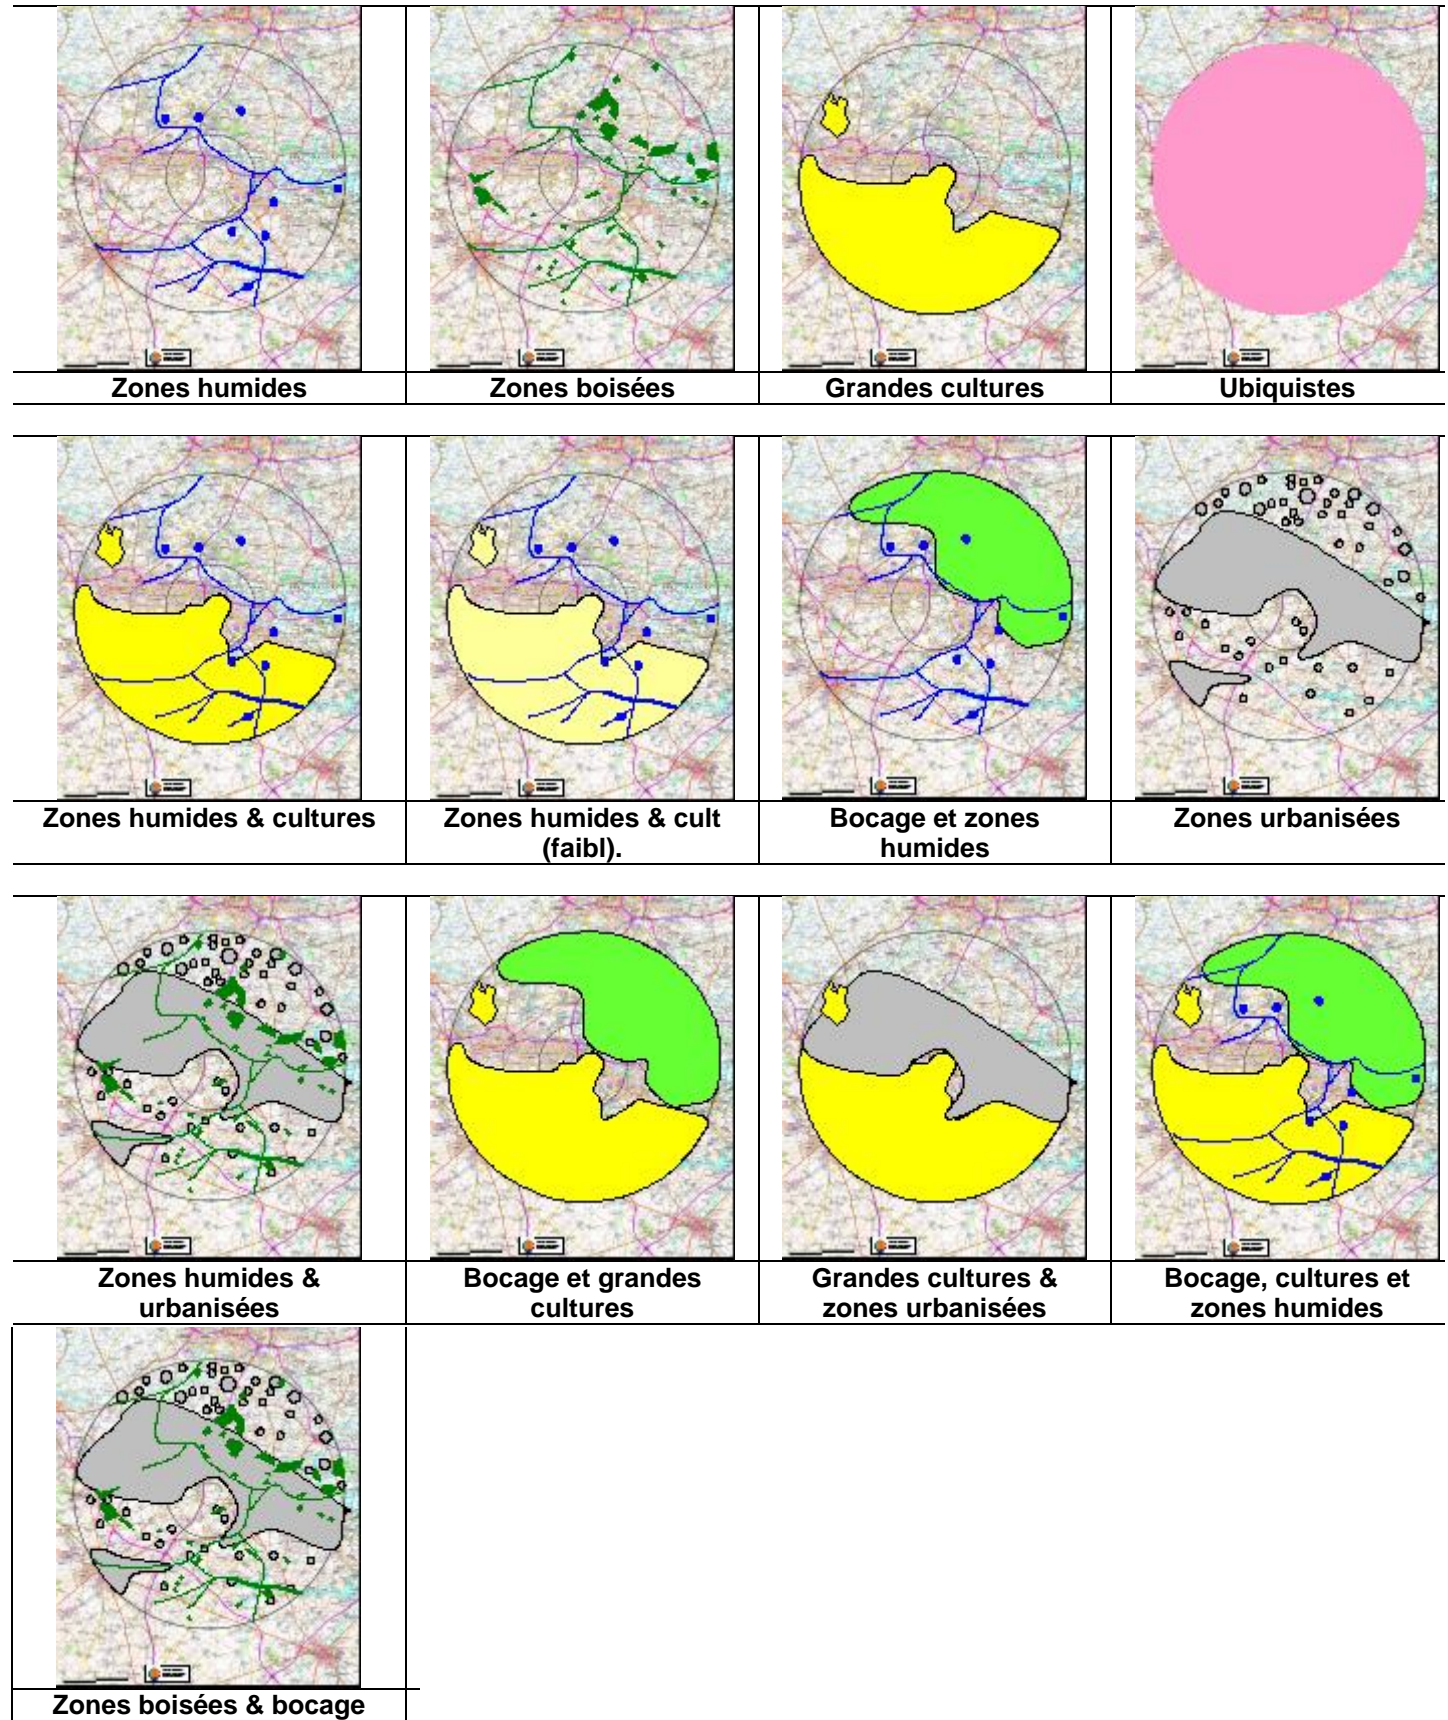 Zones humides
Zones boisées
Grandes cultures
Ubiquistes
Zones humides & cultures
Zones humides & cult
(faibl).
Bocage et zones
humides
Zones urbanisées
Zones humides &
urbanisées
Bocage et grandes
cultures
Grandes cultures &
zones urbanisées
Bocage, cultures et
zones humides
Zones boisées & bocage